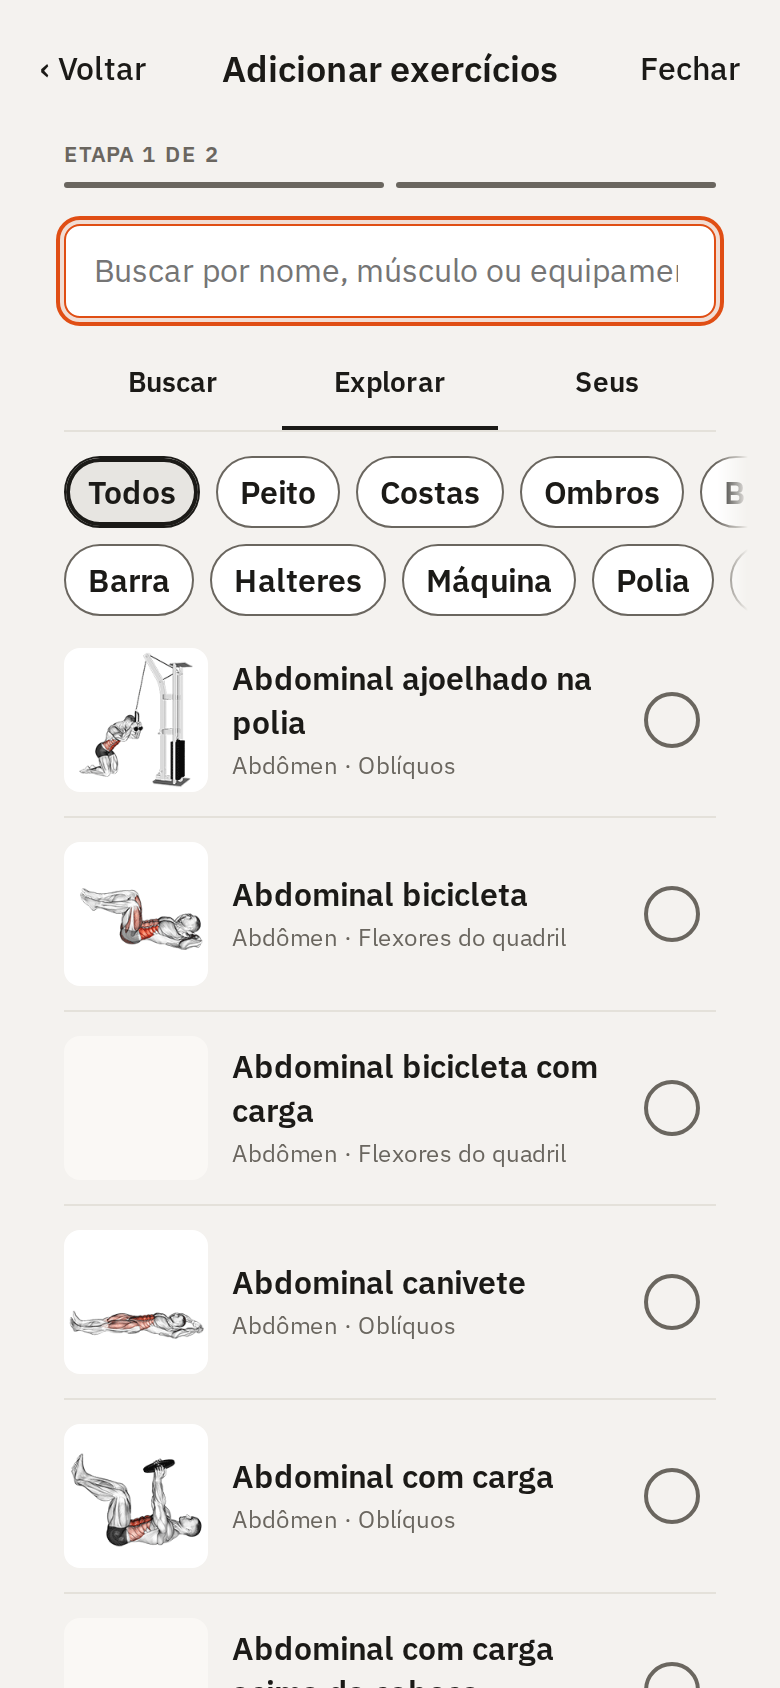 ‹ Voltar
Adicionar exercícios
Fechar
ETAPA 1 DE 2
Buscar por nome, músculo ou equipamen
Buscar
Explorar
Seus
Todos
Peito
Costas
Ombros
B
Barra
Halteres
Máquina
Polia
Abdominal ajoelhado na
polia
Abdômen · Oblíquos
Abdominal bicicleta
Abdômen · Flexores do quadril
Abdominal bicicleta com
carga
Abdômen · Flexores do quadril
Abdominal canivete
Abdômen · Oblíquos
Abdominal com carga
Abdômen · Oblíquos
Abdominal com carga
acima da cabeça